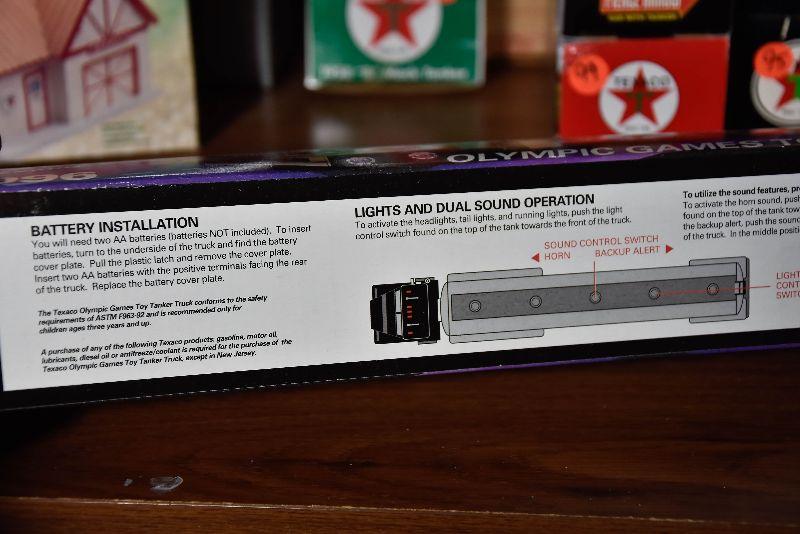 TEXACO
94
95
96
OLYMPIC GAMES
BATTERY INSTALLATION
You will need two AA batteries (batteries NOT included). To insert
batteries, turn to the underside of the truck and find the battery
cover plate. Pull the plastic latch and remove the cover plate.
Insert two AA batteries with the positive terminals facing the rear
of the truck. Replace the battery cover plate.
The Texaco Olympic Games Toy Tanker Truck conforms to the safety
requirements of ASTM F963-92 and is recommended only for
children ages three years and up.
A purchase of any of the following Texaco products: gasoline, motor oil,
lubricants, diesel oil or antifreeze/coolant is required for the purchase of the
Texaco Olympic Games Toy Tanker Truck, except in New Jersey.
LIGHTS AND DUAL SOUND OPERATION
To activate the headlights, tail lights, and running lights, push the light
control switch found on the top of the tank towards the front of the truck.
SOUND CONTROL SWITCH
HORN BACKUP ALERT
To utilize the sound features,
To activate the horn sound,
found on the top of the tank
the backup alert, push the
of the truck. In the middle